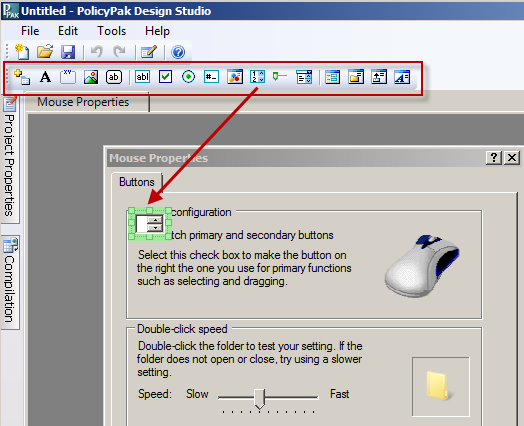 Untitled - PolicyPak Design Studio
File Edit Tools Help
Mouse Properties
Project Properties
Compilation
Mouse Properties
Buttons
configuration
tch primary and secondary buttons
Select this check box to make the button on
the right the one you use for primary functions
such as selecting and dragging.
Double-click speed
Double-click the folder to test your setting. If the
folder does not open or close, try using a slower
setting.
Speed: Slow Fast